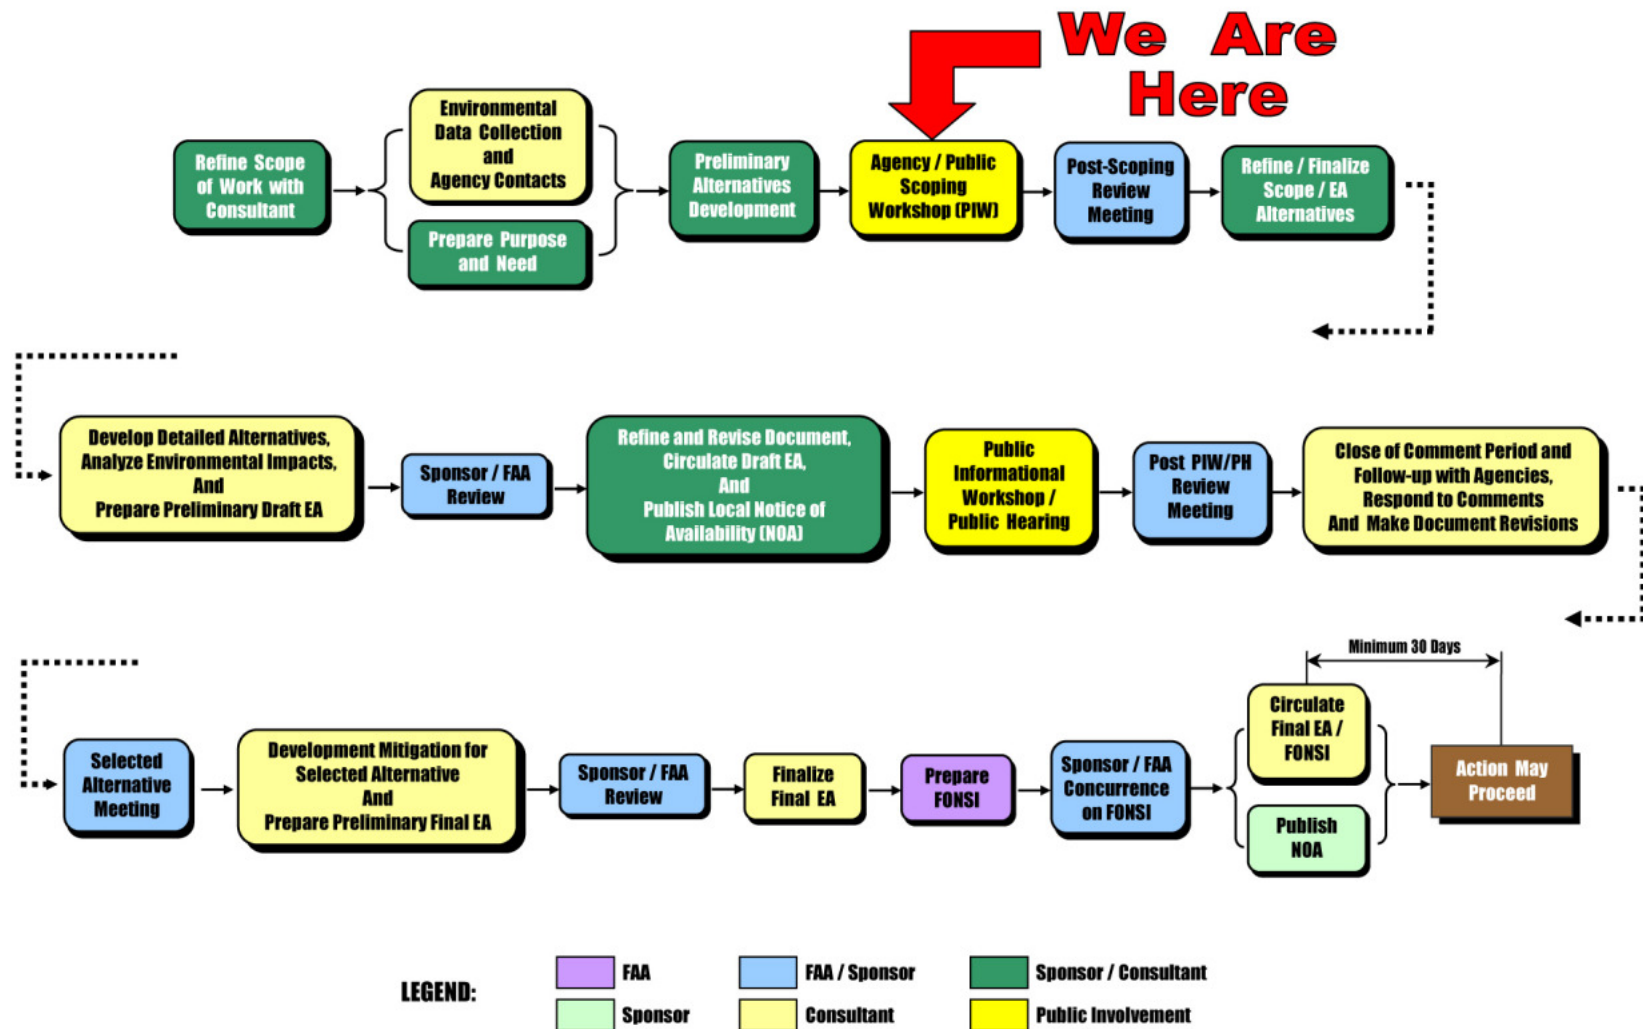 We Are
Here
Refine Scope
of Work with
Consultant
Environmental
Data Collection
and
Agency Contacts
Prepare Purpose
and Need
Preliminary
Alternatives
Development
Agency / Public
Scoping
Workshop (PIW)
Post-Scoping
Review
Meeting
Refine / Finalize
Scope / EA
Alternatives
Develop Detailed Alternatives,
Analyze Environmental Impacts,
And
Prepare Preliminary Draft EA
Sponsor / FAA
Review
Refine and Revise Document,
Circulate Draft EA,
And
Publish Local Notice of
Availability (NOA)
Public
Informational
Workshop /
Public Hearing
Post PIW/PH
Review
Meeting
Close of Comment Period and
Follow-up with Agencies,
Respond to Comments
And Make Document Revisions
Selected
Alternative
Meeting
Development Mitigation for
Selected Alternative
And
Prepare Preliminary Final EA
Sponsor / FAA
Review
Finalize
Final EA
Prepare
FONSI
Sponsor / FAA
Concurrence
on FONSI
Minimum 30 Days
Circulate
Final EA /
FONSI
Publish
NOA
Action May
Proceed
LEGEND:
FAA
FAA / Sponsor
Sponsor / Consultant
Sponsor
Consultant
Public Involvement